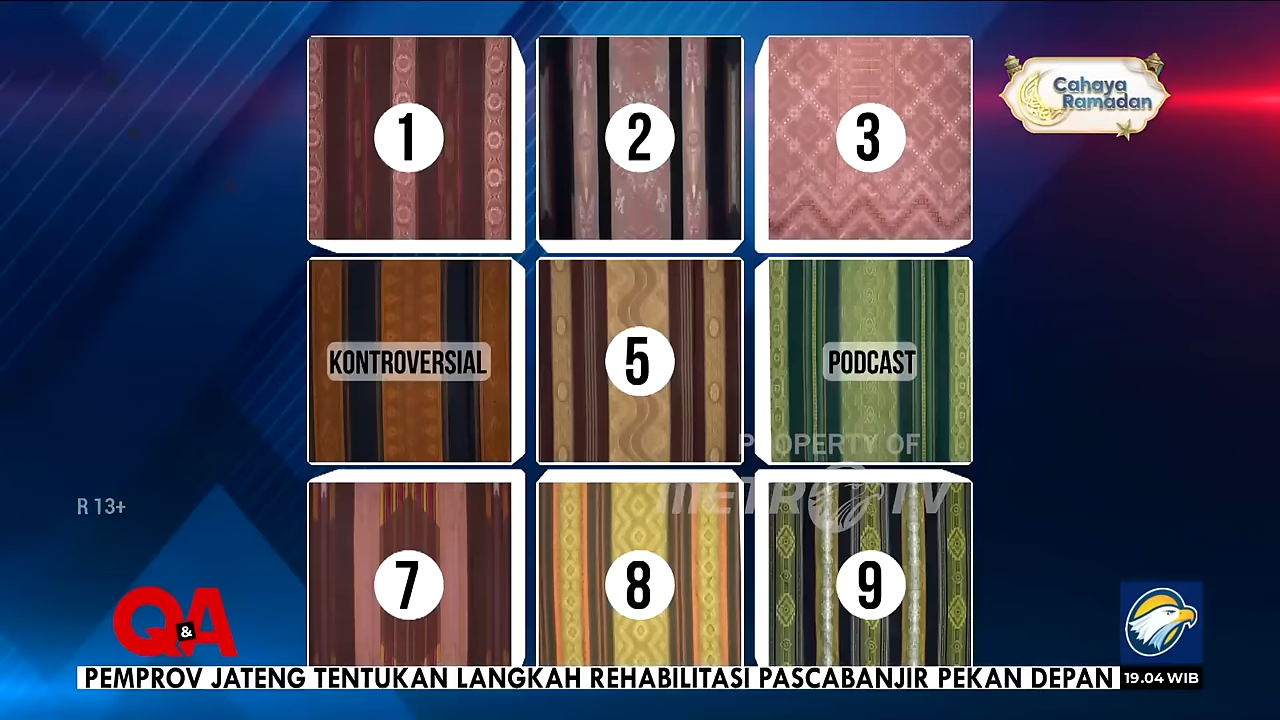 1
2
3
Cahaya
Ramadan
KONTROVERSIAL
5
PODCAST
PROPERTY OF
METRO TV
R 13+
7
8
9
Q&A
PEMPROV JATENG TENTUKAN LANGKAH REHABILITASI PASCABANJIR PEKAN DEPAN
19.04 WIB